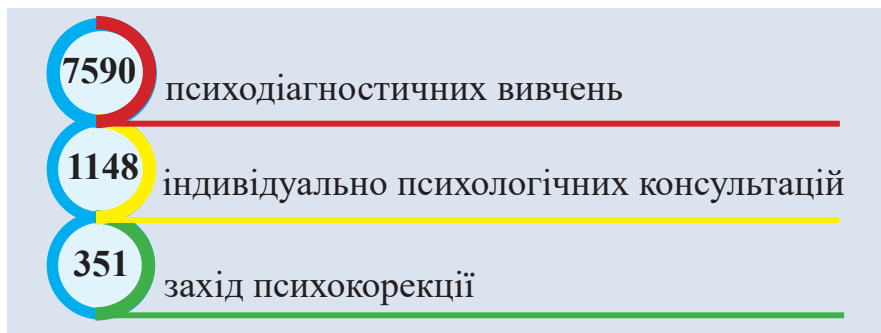 7590
психодіагностичних вивчень
1148
індивідуально психологічних консультацій
351
захід психокорекції